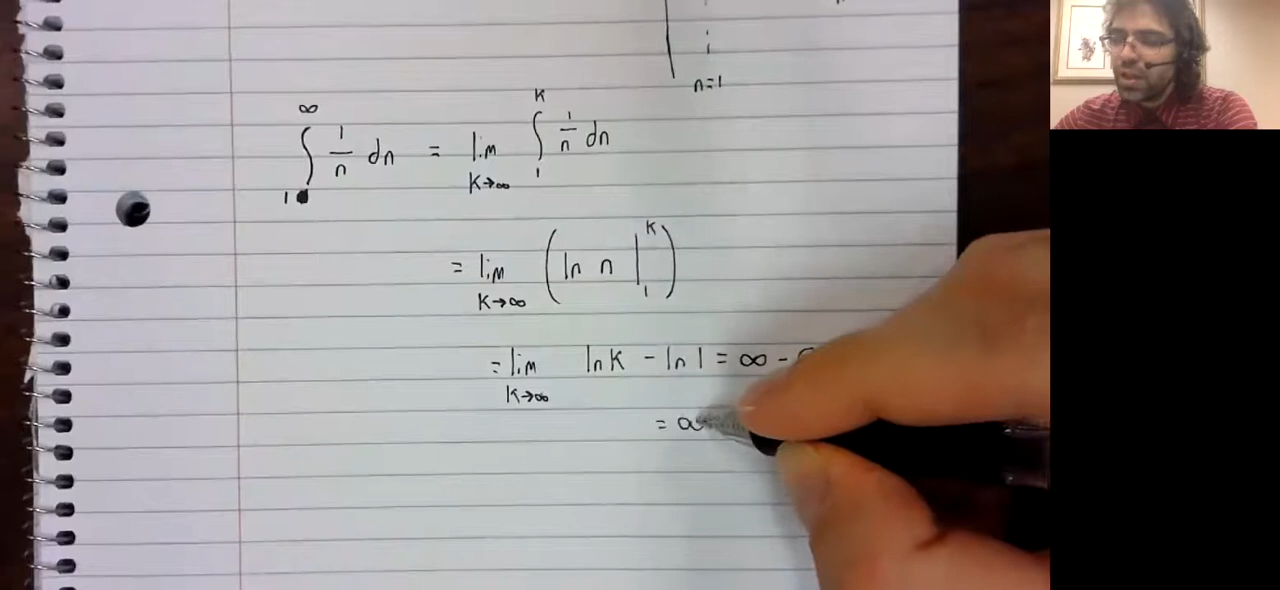 n=1
∫₁^∞ 1/n dn = lim K→∞ ∫₁^K 1/n dn
= lim K→∞ ( ln n |₁^K )
= lim K→∞ ln K - ln 1 = ∞ -
=